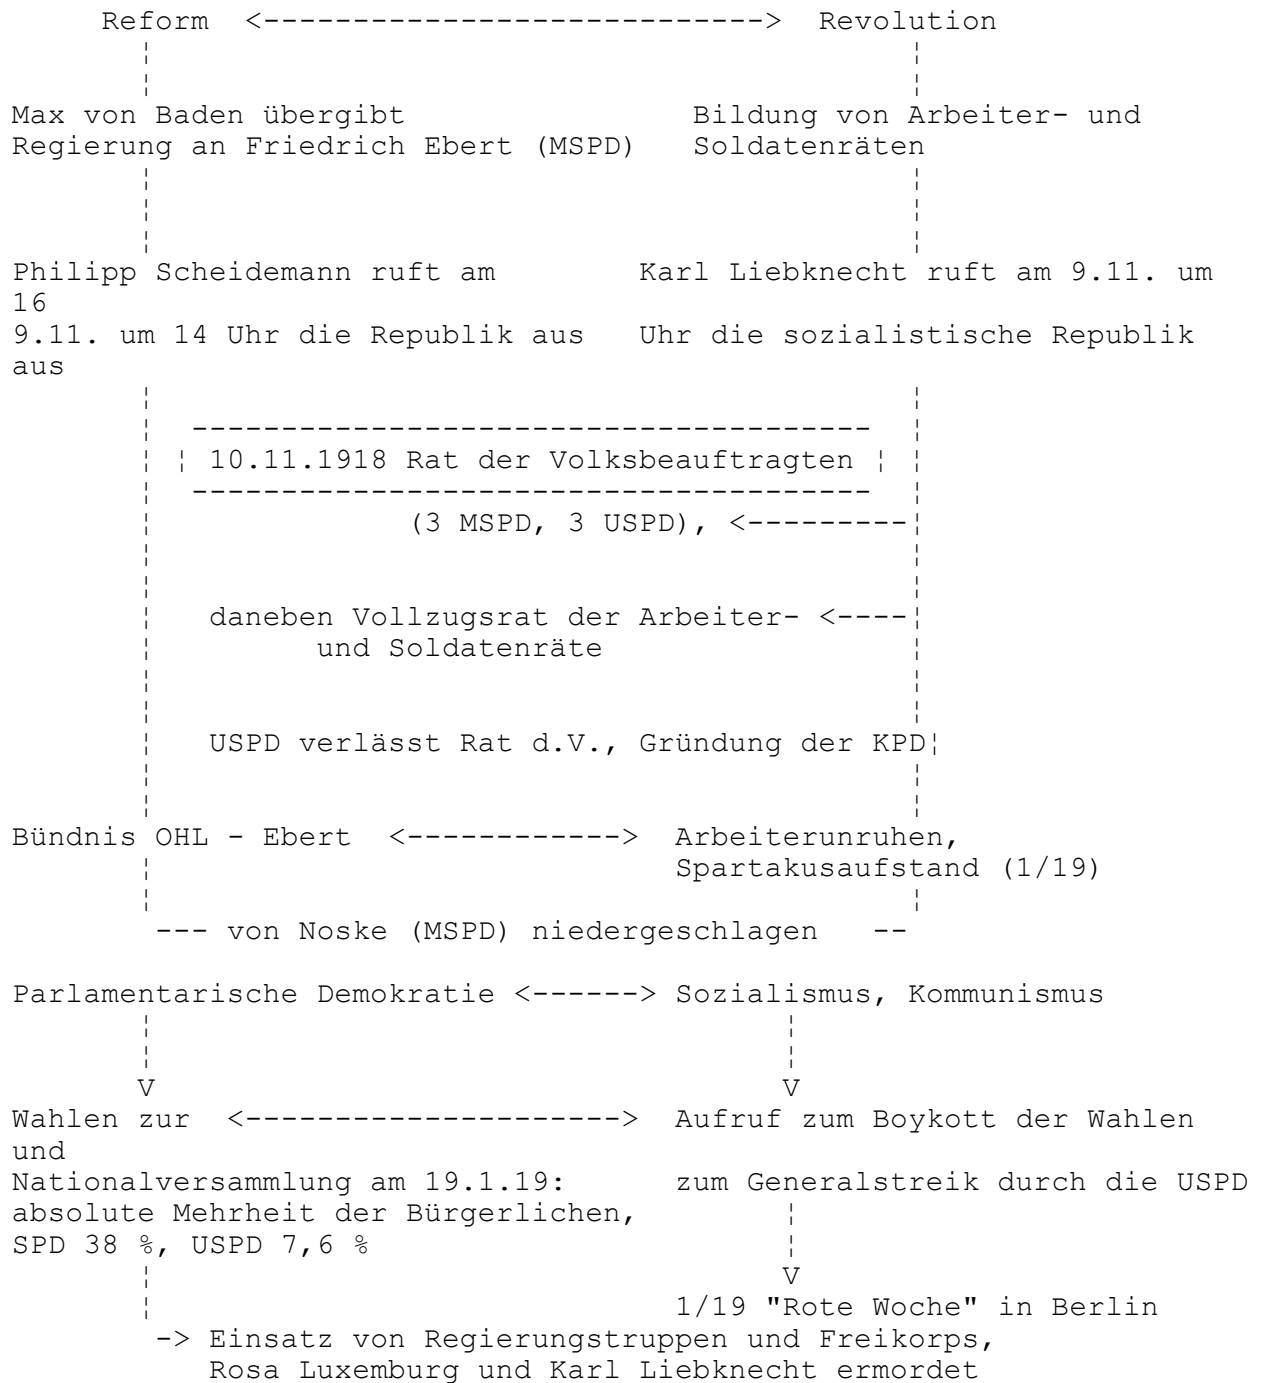 Reform <----------------------------> Revolution
¦ ¦
¦ ¦
Max von Baden übergibt Bildung von Arbeiter- und
Regierung an Friedrich Ebert (MSPD) Soldatenräten
¦ ¦
¦ ¦
¦ ¦
Philipp Scheidemann ruft am Karl Liebknecht ruft am 9.11. um
16
9.11. um 14 Uhr die Republik aus Uhr die sozialistische Republik
aus
¦ ¦
¦ -------------------------------------- ¦
¦ ¦ 10.11.1918 Rat der Volksbeauftragten ¦ ¦
¦ -------------------------------------- ¦
¦ (3 MSPD, 3 USPD), <---------¦
¦ ¦
¦ ¦
¦ daneben Vollzugsrat der Arbeiter- <----¦
¦ und Soldatenräte ¦
¦ ¦
¦ ¦
¦ USPD verlässt Rat d.V., Gründung der KPD¦
¦ ¦
¦ ¦
Bündnis OHL - Ebert <------------> Arbeiterunruhen,
¦ Spartakusaufstand (1/19)
¦ ¦
--- von Noske (MSPD) niedergeschlagen --
Parlamentarische Demokratie <------> Sozialismus, Kommunismus
¦ ¦
¦ ¦
V V
Wahlen zur <---------------------> Aufruf zum Boykott der Wahlen
und
Nationalversammlung am 19.1.19: zum Generalstreik durch die USPD
absolute Mehrheit der Bürgerlichen, ¦
SPD 38 %, USPD 7,6 % ¦
¦ V
¦ 1/19 "Rote Woche" in Berlin
-> Einsatz von Regierungstruppen und Freikorps,
Rosa Luxemburg und Karl Liebknecht ermordet